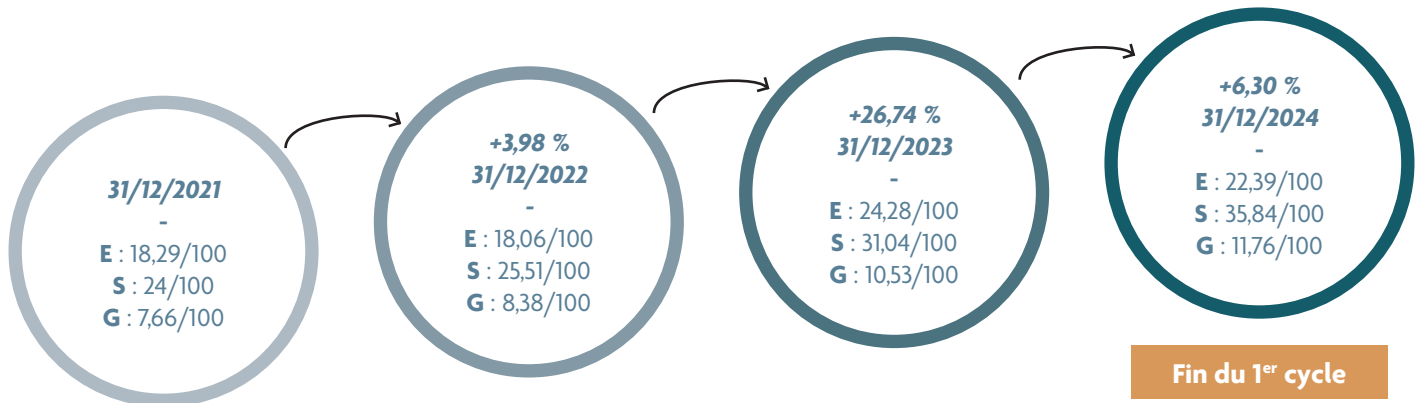 31/12/2021
-
E : 18,29/100
S : 24/100
G : 7,66/100
+3,98 %
31/12/2022
-
E : 18,06/100
S : 25,51/100
G : 8,38/100
+26,74 %
31/12/2023
-
E : 24,28/100
S : 31,04/100
G : 10,53/100
+6,30 %
31/12/2024
-
E : 22,39/100
S : 35,84/100
G : 11,76/100
Fin du 1er cycle